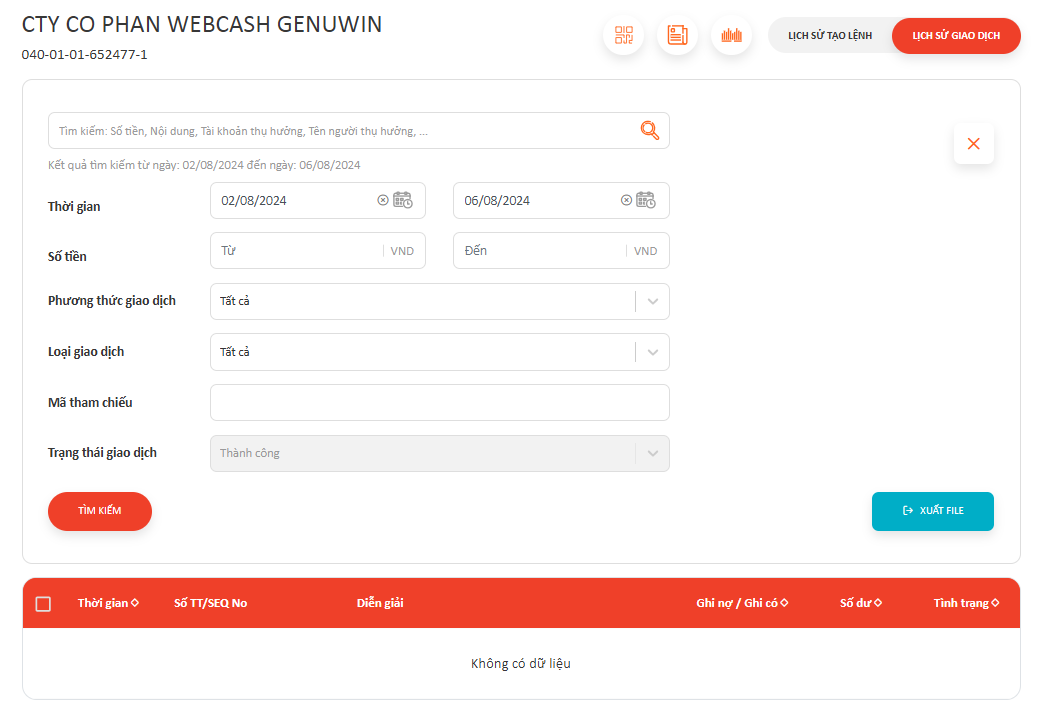 CTY CO PHAN WEBCASH GENUWIN
040-01-01-652477-1
LỊCH SỬ TẠO LỆNH
LỊCH SỬ GIAO DỊCH
Tìm kiếm: Số tiền, Nội dung, Tài khoản thụ hưởng, Tên người thụ hưởng, ...
Kết quả tìm kiếm từ ngày: 02/08/2024 đến ngày: 06/08/2024
Thời gian 02/08/2024 06/08/2024
Số tiền Từ VND Đến VND
Phương thức giao dịch Tất cả
Loại giao dịch Tất cả
Mã tham chiếu
Trạng thái giao dịch Thành công
TÌM KIẾM XUẤT FILE
Thời gian Số TT/SEQ No Diễn giải Ghi nợ / Ghi có Số dư Tình trạng
Không có dữ liệu